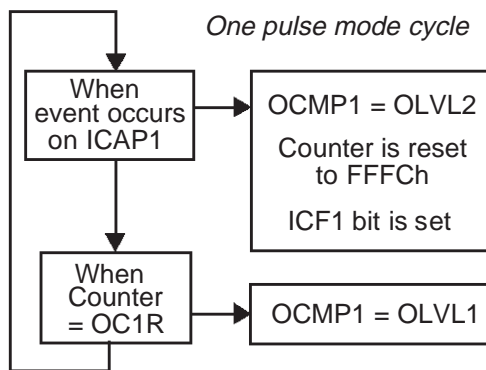 One pulse mode cycle
When
event occurs
on ICAP1
OCMP1 = OLVL2
Counter is reset
to FFFCh
ICF1 bit is set
When
Counter
= OC1R
OCMP1 = OLVL1